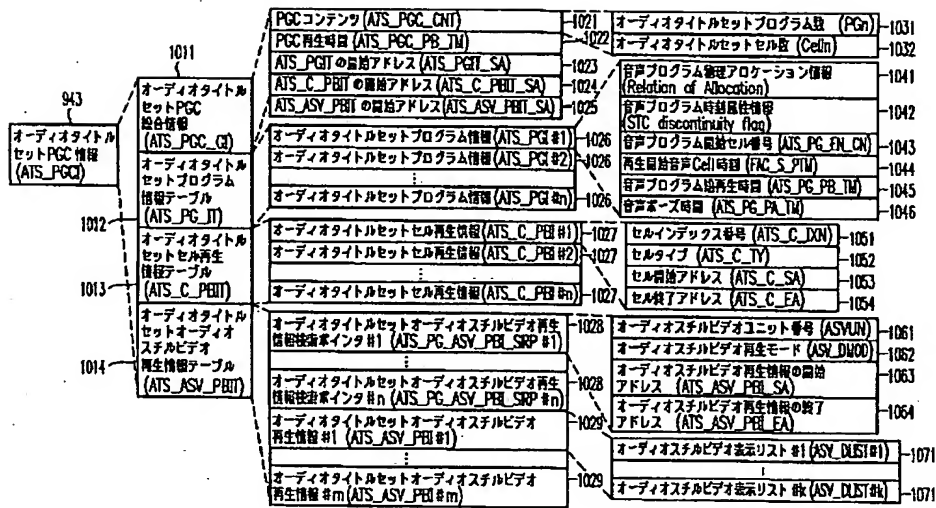 943
オーディオタイトル
セットPGC情報
(ATS_PGCI)
1011
オーディオタイトル
セットPGC
総合情報
(ATS_PGC_GI)
オーディオタイトル
セットプログラム
情報テーブル
(ATS_PG_IT)
1012
オーディオタイトル
セットセル再生
情報テーブル
(ATS_C_PBIT)
1013
オーディオタイトル
セットオーディオ
スチルビデオ
再生情報テーブル
(ATS_ASV_PBIT)
1014
PGCコンテンツ (ATS_PGC_CNT) 1021
PGC再生時間 (ATS_PGC_PB_TM) 1022
ATS_PGITの開始アドレス (ATS_PGIT_SA) 1023
ATS_C_PBITの開始アドレス (ATS_C_PBIT_SA) 1024
ATS_ASV_PBITの開始アドレス (ATS_ASV_PBIT_SA) 1025
オーディオタイトルセットプログラム情報 (ATS_PGI #1) 1026
オーディオタイトルセットプログラム情報 (ATS_PGI #2) 1026
オーディオタイトルセットプログラム情報 (ATS_PGI #n) 1026
オーディオタイトルセットセル再生情報 (ATS_C_PBI #1) 1027
オーディオタイトルセットセル再生情報 (ATS_C_PBI #2) 1027
オーディオタイトルセットセル再生情報 (ATS_C_PBI #n) 1027
オーディオタイトルセットオーディオスチルビデオ再生 1028
情報検索ポインタ #1 (ATS_PG_ASV_PBI_SRP #1)
オーディオタイトルセットオーディオスチルビデオ再生 1028
情報検索ポインタ #n (ATS_PG_ASV_PBI_SRP #n)
オーディオタイトルセットオーディオスチルビデオ 1029
再生情報 #1 (ATS_ASV_PBI #1)
オーディオタイトルセットオーディオスチルビデオ
再生情報 #m (ATS_ASV_PBI #m) 1029
オーディオタイトルセットプログラム数 (PGn) 1031
オーディオタイトルセットセル数 (Celln) 1032
音声プログラム物理アロケーション情報 1041
(Relation of Allocation)
音声プログラム時刻属性情報 1042
(STC discontinuity flag)
音声プログラム開始セル番号 (ATS_PG_EN_CN) 1043
再生開始音声Cell時刻 (FAC_S_PTM) 1044
音声プログラム総再生時間 (ATS_PG_PB_TM) 1045
音声ポーズ時間 (ATS_PG_PA_TM) 1046
セルインデックス番号 (ATS_C_IXN) 1051
セルタイプ (ATS_C_TY) 1052
セル開始アドレス (ATS_C_SA) 1053
セル終了アドレス (ATS_C_EA) 1054
オーディオスチルビデオユニット番号 (ASVUN) 1061
オーディオスチルビデオ再生モード (ASV_DMOD) 1062
オーディオスチルビデオ再生情報の開始 1063
アドレス (ATS_ASV_PBI_SA)
オーディオスチルビデオ再生情報の終了 1064
アドレス (ATS_ASV_PBI_EA)
オーディオスチルビデオ表示リスト #1 (ASV_DLIST #1) 1071
オーディオスチルビデオ表示リスト #k (ASV_DLIST #k) 1071